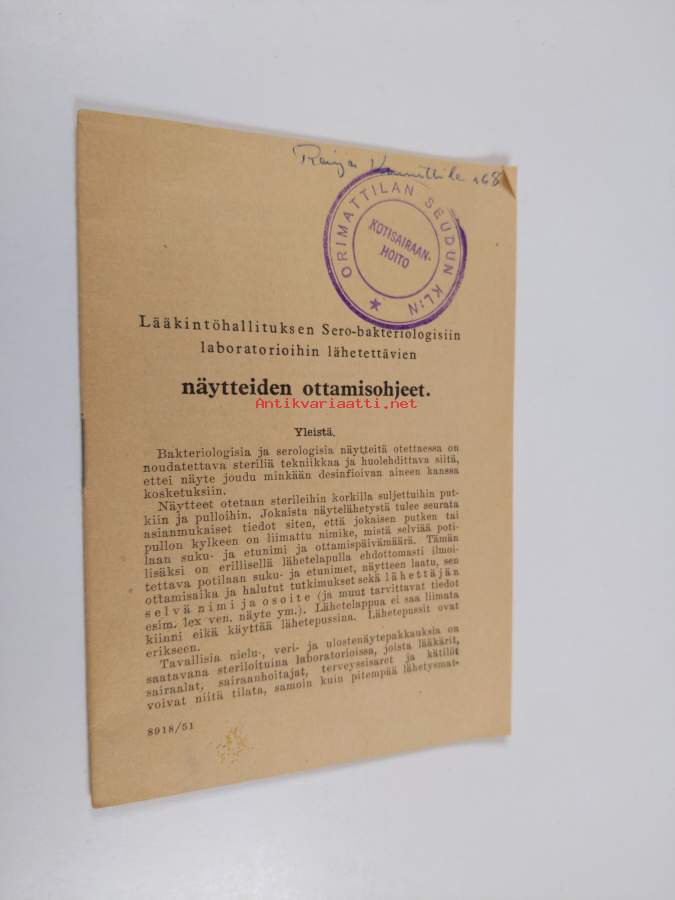 Raija
ORIMATTILAN SEUDUN KL:N
KOTISAIRAAN-
HOITO
Lääkintöhallituksen Sero-bakteriologisiin
laboratorioihin lähetettävien
näytteiden ottamisohjeet.
Antikvariaatti.net
Yleistä.
Bakteriologisia ja serologisia näytteitä otettaessa on
noudatettava steriliä tekniikkaa ja huolehdittava siitä,
ettei näyte joudu minkään desinfioivan aineen kanssa
kosketuksiin.
Näytteet otetaan sterileihin korkilla suljettuihin put-
kiin ja pulloihin. Jokaista näytelähetystä tulee seurata
asianmukaiset tiedot siten, että jokaisen putken tai
pullon kylkeen on liimattu nimike, mistä selviää poti-
laan suku- ja etunimi ja ottamispäivämäärä. Tämän
lisäksi on erillisellä lähetelapulla ehdottomasti ilmoi-
tettava potilaan suku- ja etunimet, näytteen laatu, sen
ottamisaika ja halutut tutkimukset sekä lähettäjän
selvä nimi ja osoite (ja muut tarvittavat tiedot
esim. lex ven. näyte ym.). Lähetelappua ei saa liimata
kiinni eikä käyttää lähetepussina. Lähetepussit ovat
erikseen.
Tavallisia nielu-, veri- ja ulostenäytepakkauksia on
saatavana steriloituina laboratorioissa, joista lääkärit,
sairaalat, sairaanhoitajat, terveyssisaret ja kätilöt
voivat niitä tilata, samoin kuin pitempää lähetysmat-
8918/51